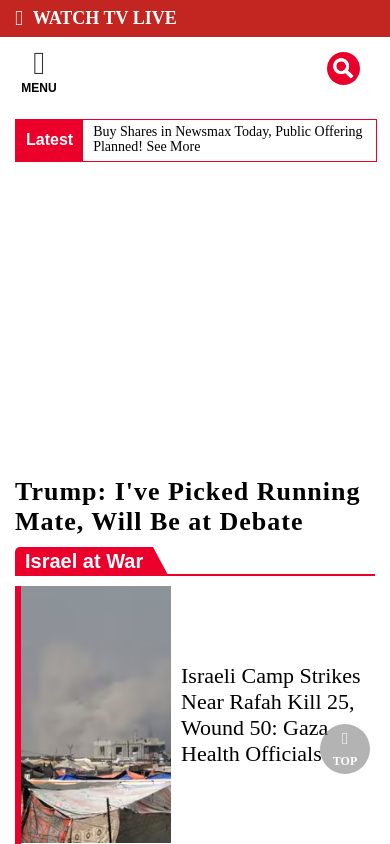 WATCH TV LIVE
MENU
Latest
Buy Shares in Newsmax Today, Public Offering
Planned! See More
Trump: I've Picked Running
Mate, Will Be at Debate
Israel at War
Israeli Camp Strikes
Near Rafah Kill 25,
Wound 50: Gaza
Health Officials
TOP